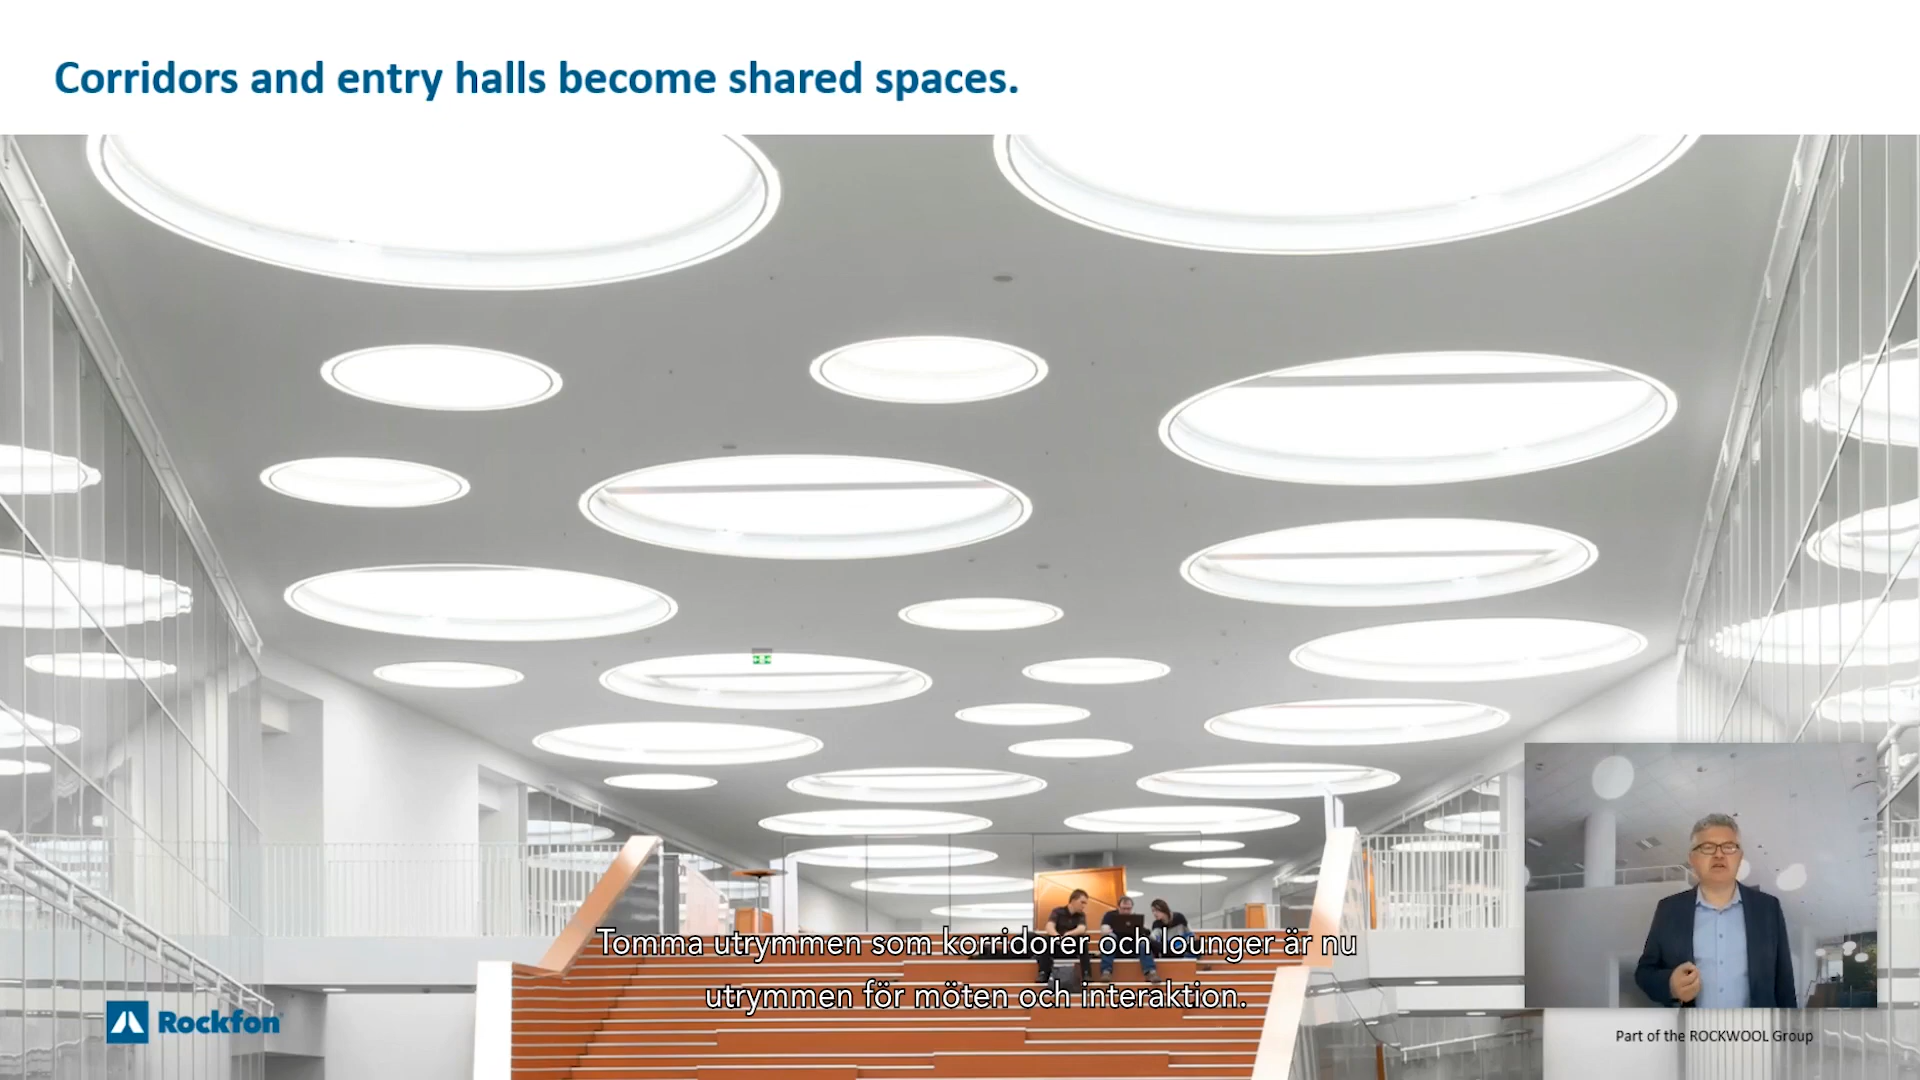 Corridors and entry halls become shared spaces.
Tomma utrymmen som korridorer och lounger är nu
utrymmen för möten och interaktion.
Rockfon
Part of the ROCKWOOL Group